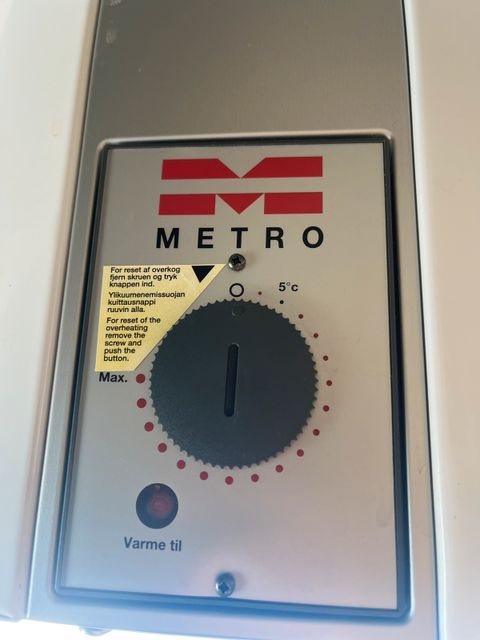 METRO
For reset af overkog
fjern skruen og tryk
knappen ind.
Ylikuumenemissuojan
kuittausnappi
ruuvin alla.
For reset of the
overheating
remove the
screw and
push the
button.
5°c
Max.
Varme til